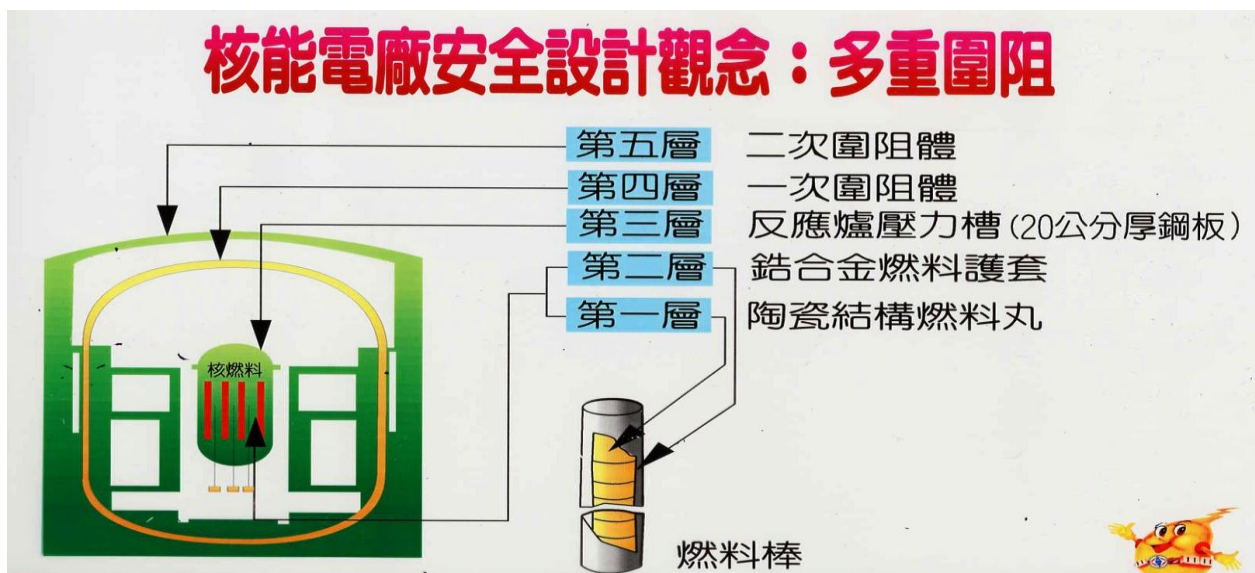 核能電廠安全設計觀念：多重圍阻
第五層 二次圍阻體
第四層 一次圍阻體
第三層 反應爐壓力槽(20公分厚鋼板)
第二層 鋯合金燃料護套
第一層 陶瓷結構燃料丸
核燃料
燃料棒